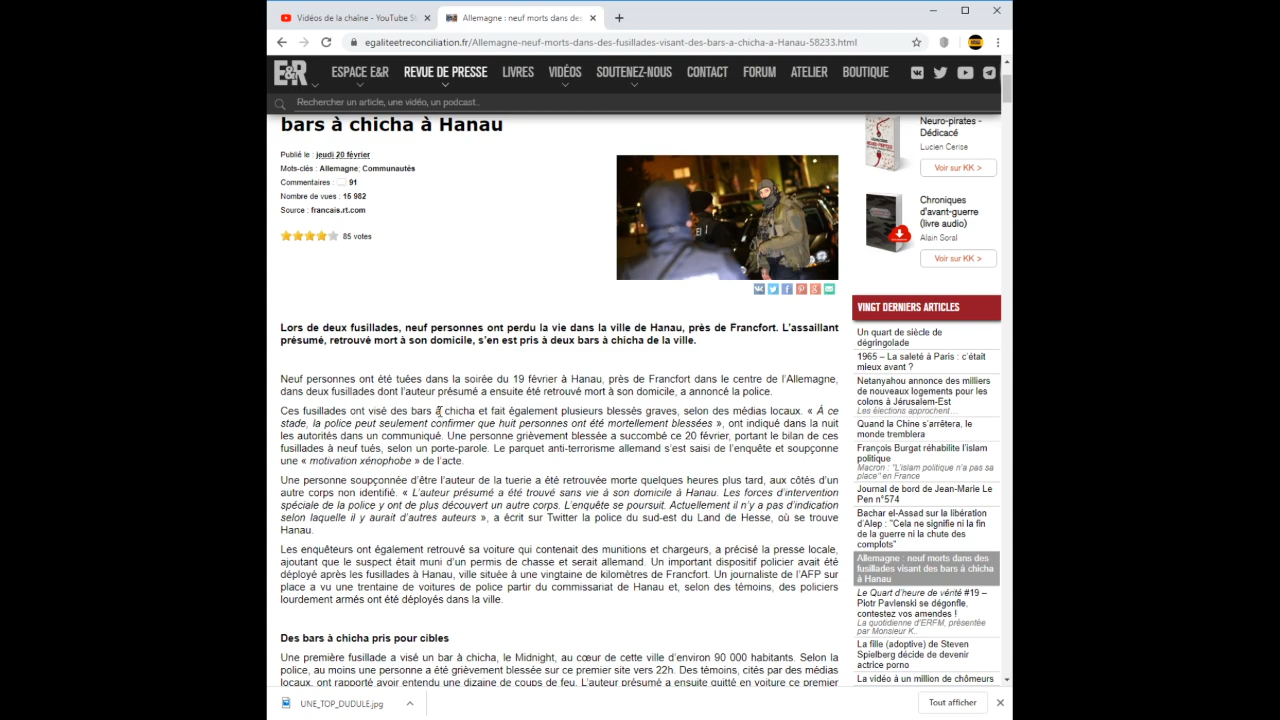 Vidéos de la chaîne - YouTube St
Allemagne : neuf morts dans des
egaliteetreconciliation.fr/Allemagne-neuf-morts-dans-des-fusillades-visant-des-bars-a-chicha-a-Hanau-58233.html
E&R ESPACE E&R REVUE DE PRESSE LIVRES VIDÉOS SOUTENEZ-NOUS CONTACT FORUM ATELIER BOUTIQUE
Rechercher un article, une vidéo, un podcast..
bars à chicha à Hanau
Publié le : jeudi 20 février
Mots-clés : Allemagne; Communautés
Commentaires : 91
Nombre de vues : 15 982
Source : francais.rt.com
85 votes
Lors de deux fusillades, neuf personnes ont perdu la vie dans la ville de Hanau, près de Francfort. L'assaillant
présumé, retrouvé mort à son domicile, s'en est pris à deux bars à chicha de la ville.
Neuf personnes ont été tuées dans la soirée du 19 février à Hanau, près de Francfort dans le centre de l'Allemagne,
dans deux fusillades dont l'auteur présumé a ensuite été retrouvé mort à son domicile, a annoncé la police.
Ces fusillades ont visé des bars à chicha et fait également plusieurs blessés graves, selon des médias locaux. « À ce
stade, la police peut seulement confirmer que huit personnes ont été mortellement blessées », ont indiqué dans la nuit
les autorités dans un communiqué. Une personne grièvement blessée a succombé ce 20 février, portant le bilan de ces
fusillades à neuf tués, selon un porte-parole. Le parquet anti-terrorisme allemand s'est saisi de l'enquête et soupçonne
une « motivation xénophobe » de l'acte.
Une personne soupçonnée d'être l'auteur de la tuerie a été retrouvée morte quelques heures plus tard, aux côtés d'un
autre corps non identifié. « L'auteur présumé a été trouvé sans vie à son domicile à Hanau. Les forces d'intervention
spéciale de la police y ont de plus découvert un autre corps. L'enquête se poursuit. Actuellement il n'y a pas d'indication
selon laquelle il y aurait d'autres auteurs », a écrit sur Twitter la police du sud-est du Land de Hesse, où se trouve
Hanau.
Les enquêteurs ont également retrouvé sa voiture qui contenait des munitions et chargeurs, a précisé la presse locale,
ajoutant que le suspect était muni d'un permis de chasse et serait allemand. Un important dispositif policier avait été
déployé après les fusillades à Hanau, ville située à une vingtaine de kilomètres de Francfort. Un journaliste de l'AFP sur
place a vu une trentaine de voitures de police partir du commissariat de Hanau et, selon des témoins, des policiers
lourdement armés ont été déployés dans la ville.
Des bars à chicha pris pour cibles
Une première fusillade a visé un bar à chicha, le Midnight, au cœur de cette ville d'environ 90 000 habitants. Selon la
police, au moins une personne a été grièvement blessée sur ce premier site vers 22h. Des témoins, cités par des médias
locaux, ont rapporté avoir entendu une dizaine de coups de feu. L'auteur présumé a ensuite quitté en voiture ce premier
Neuro-pirates -
Dédicacé
Lucien Cerise
Voir sur KK >
Chroniques
d'avant-guerre
(livre audio)
Alain Soral
Voir sur KK >
VINGT DERNIERS ARTICLES
Un quart de siècle de
dégringolade
1965 – La saleté à Paris : c'était
mieux avant ?
Netanyahou annonce des milliers
de nouveaux logements pour les
colons à Jérusalem-Est
Les élections approchent…
Quand la Chine s'arrêtera, le
monde tremblera
François Burgat réhabilite l'islam
politique
Macron : "L'islam politique n'a pas sa
place" en France
Journal de bord de Jean-Marie Le
Pen n°574
Bachar el-Assad sur la libération
d'Alep : "Cela ne signifie ni la fin
de la guerre ni la chute des
complots"
Allemagne : neuf morts dans des
fusillades visant des bars à chicha
à Hanau
Le Quart d'heure de vérité #19 –
Piotr Pavlenski se dégonfle,
contestez vos amendes !
La quotidienne d'ERFM, présentée
par Monsieur K..
La fille (adoptive) de Steven
Spielberg décide de devenir
actrice porno
La vidéo à un million de chômeurs
UNE_TOP_DUDULE.jpg
Tout afficher